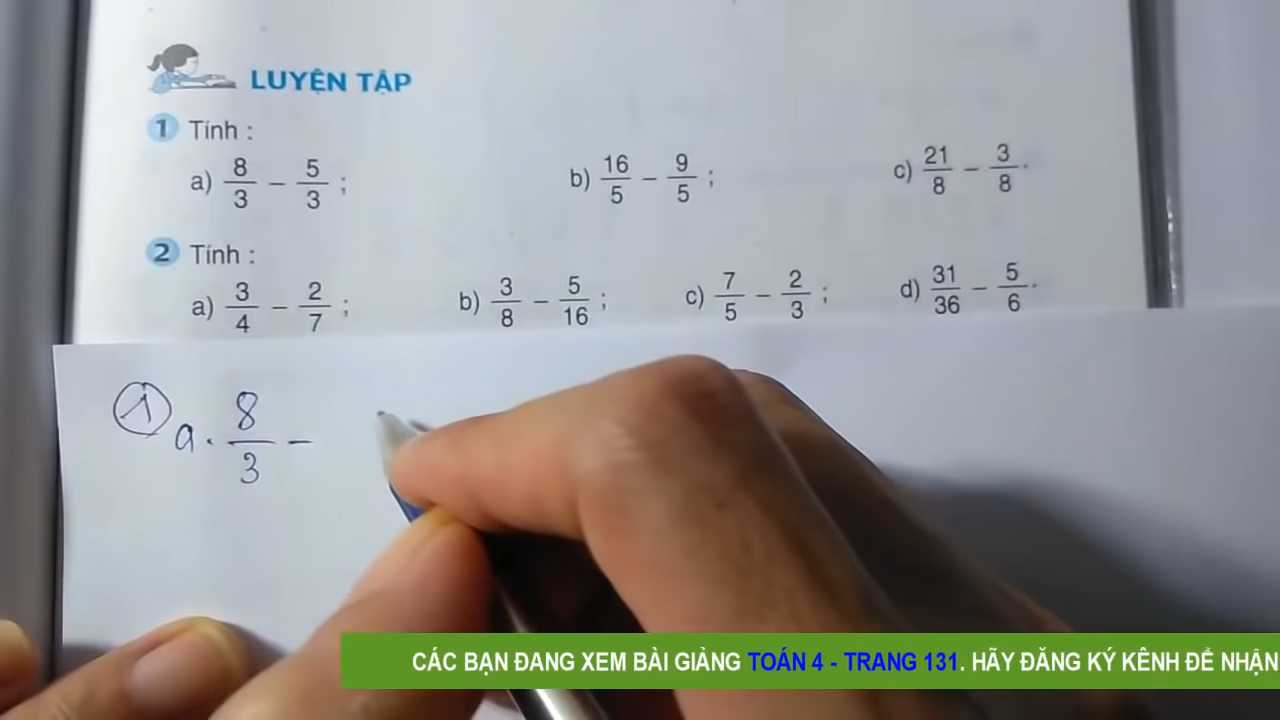 LUYỆN TẬP
1 Tính :
a) 8/3 - 5/3 ; b) 16/5 - 9/5 ; c) 21/8 - 3/8.
2 Tính :
a) 3/4 - 2/7 ; b) 3/8 - 5/16 ; c) 7/5 - 2/3 ; d) 31/36 - 5/6.
1 a. 8/3 -
CÁC BẠN ĐANG XEM BÀI GIẢNG TOÁN 4 - TRANG 131. HÃY ĐĂNG KÝ KÊNH ĐỂ NHẬN